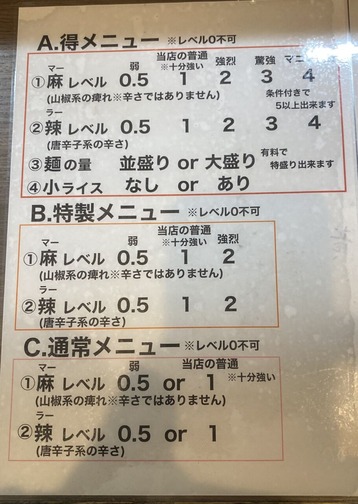 A.得メニュー ※レベル0不可
当店の普通
マー 弱 ※十分強い 強烈 驚強 マニ
①麻 レベル 0.5 1 2 3 4
(山椒系の痺れ※辛さではありません) 条件付きで
5以上出来ます
ラー
②辣 レベル 0.5 1 2 3 4
(唐辛子系の辛さ)
③麺の量 並盛り or 大盛り 有料で
特盛り出来ます
④小ライス なし or あり
B.特製メニュー ※レベル0不可
当店の普通
マー 弱 ※十分強い 強烈
①麻 レベル 0.5 1 2
(山椒系の痺れ※辛さではありません)
ラー
②辣 レベル 0.5 1 2
(唐辛子系の辛さ)
C.通常メニュー ※レベル0不可
マー 弱 当店の普通
①麻 レベル 0.5 or 1 ※十分強い
(山椒系の痺れ※辛さではありません)
ラー
②辣 レベル 0.5 or 1
(唐辛子系の辛さ)